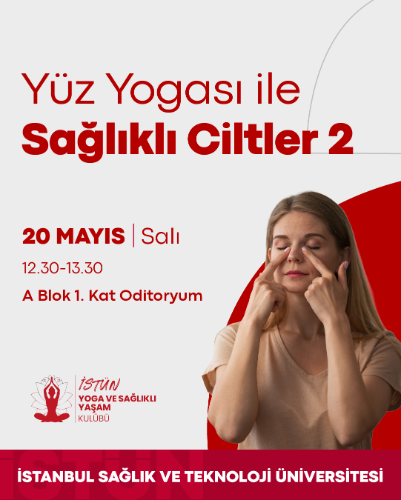 Yüz Yogası ile
Sağlıklı Ciltler 2
20 MAYIS | Salı
12.30-13.30
A Blok 1. Kat Oditoryum
İSTÜN
YOGA VE SAĞLIKLI
YAŞAM
KULÜBÜ
İSTANBUL SAĞLIK VE TEKNOLOJİ ÜNİVERSİTESİ